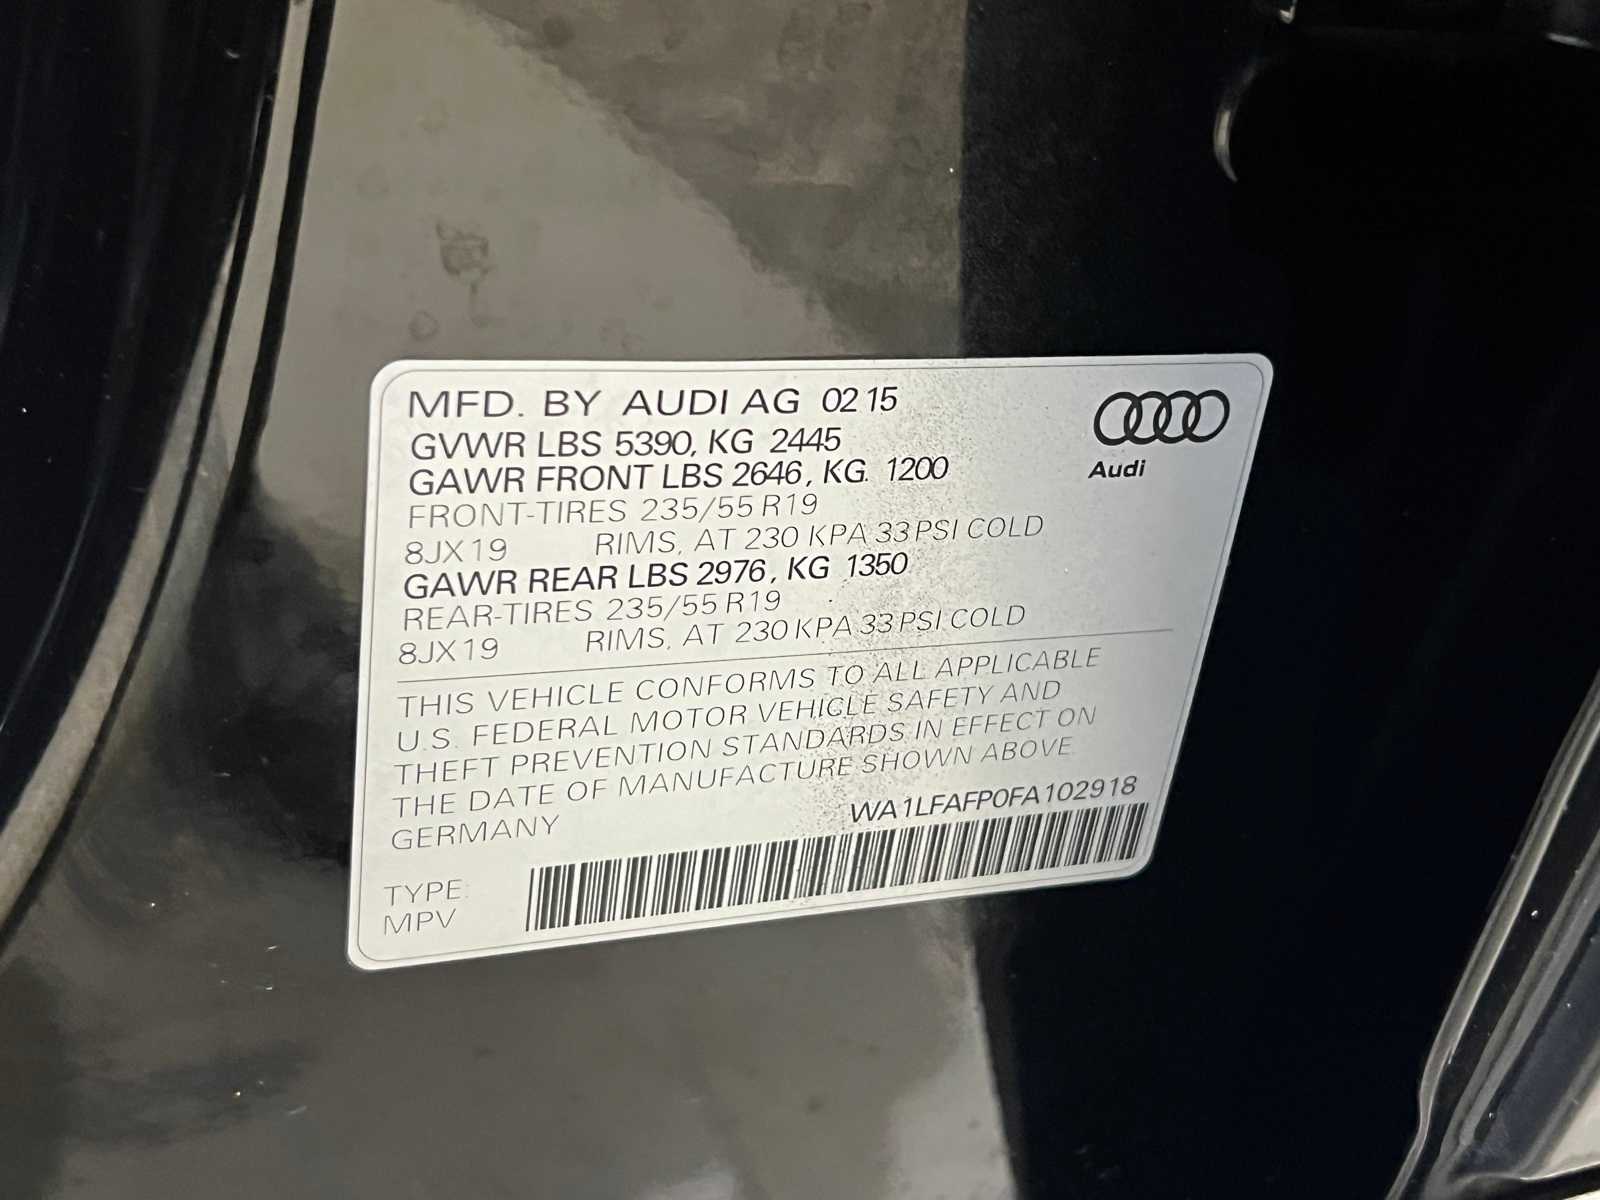 MFD. BY AUDI AG 02 15
GVWR LBS 5390, KG 2445
GAWR FRONT LBS 2646, KG. 1200
FRONT-TIRES 235/55 R19
8JX19 RIMS, AT 230 KPA 33 PSI COLD
GAWR REAR LBS 2976, KG 1350
REAR-TIRES 235/55 R19
8JX19 RIMS, AT 230 KPA 33 PSI COLD
Audi
THIS VEHICLE CONFORMS TO ALL APPLICABLE
U.S. FEDERAL MOTOR VEHICLE SAFETY AND
THEFT PREVENTION STANDARDS IN EFFECT ON
THE DATE OF MANUFACTURE SHOWN ABOVE.
GERMANY
WA1LFAFP0FA102918
TYPE:
MPV